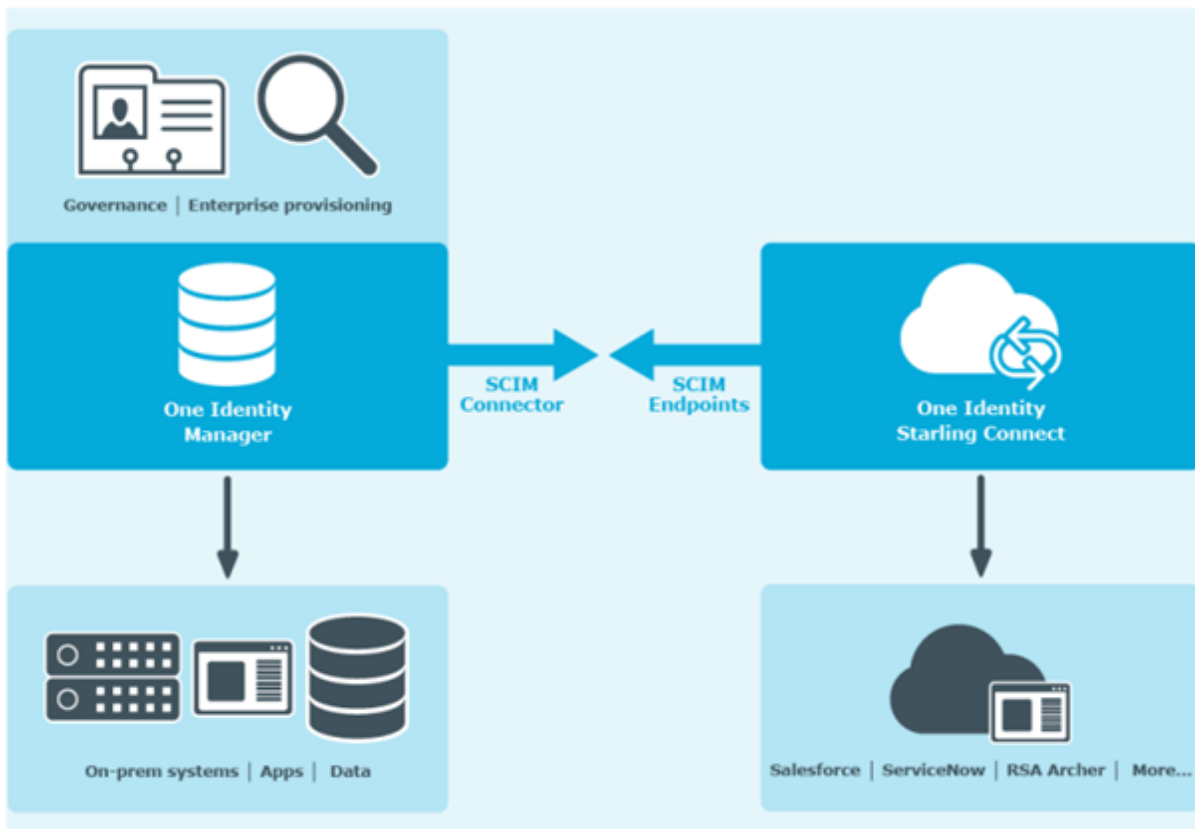 Governance | Enterprise provisioning
One Identity
Manager
SCIM
Connector
SCIM
Endpoints
One Identity
Starling Connect
On-prem systems | Apps | Data
Salesforce | ServiceNow | RSA Archer | More...